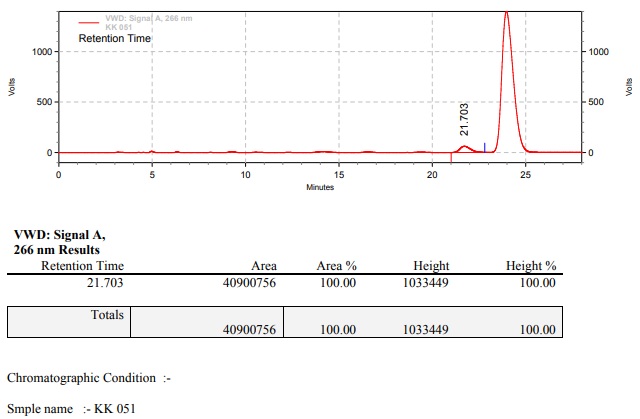 VWD: Signal A, 266 nm
KK 051
Retention Time
1000
1000
Volts
Volts
500
500
21.703
0
0
0
5
10
15
20
25
Minutes
VWD: Signal A,
266 nm Results
Retention Time Area Area % Height Height %
21.703 40900756 100.00 1033449 100.00
Totals
40900756 100.00 1033449 100.00
Chromatographic Condition :-
Smple name :- KK 051